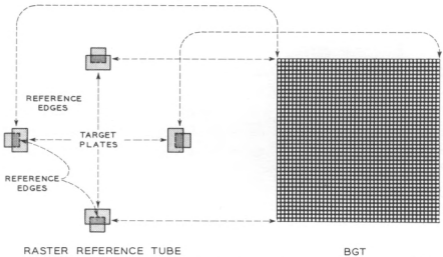 REFERENCE
EDGES
TARGET
PLATES
REFERENCE
EDGES
RASTER REFERENCE TUBE
BGT